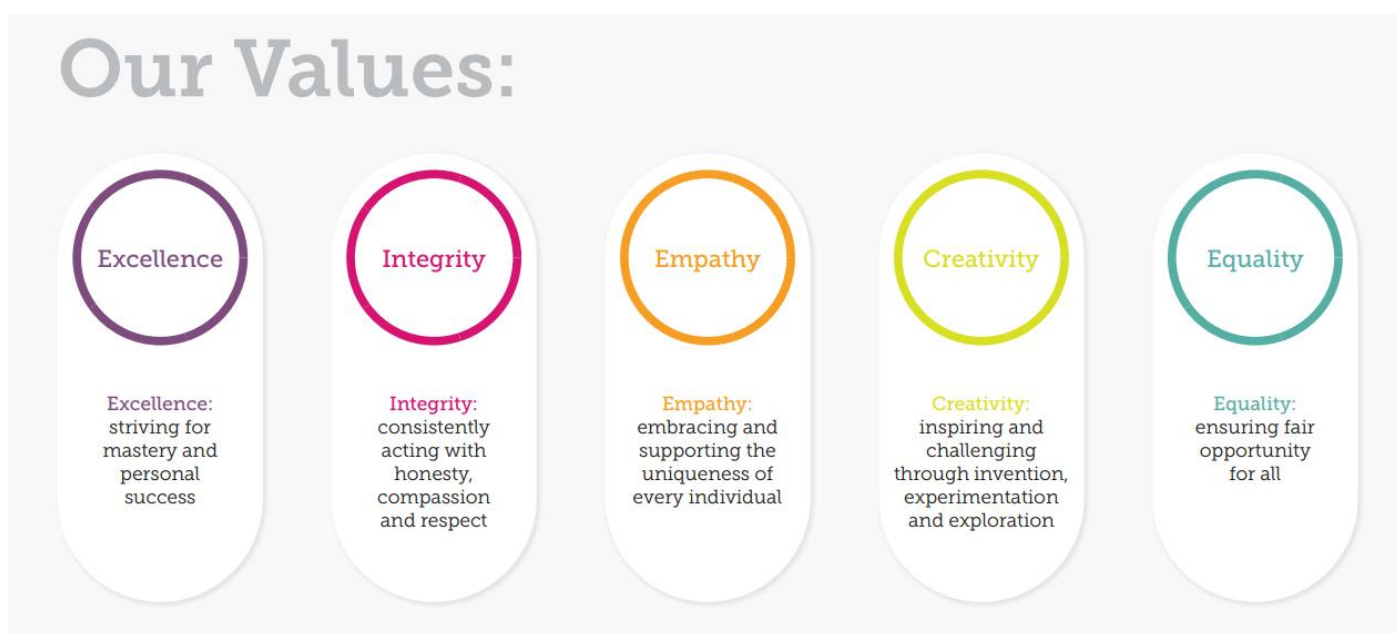 Our Values:
Excellence
Integrity
Empathy
Creativity
Equality
Excellence:
striving for
mastery and
personal
success
Integrity:
consistently
acting with
honesty,
compassion
and respect
Empathy:
embracing and
supporting the
uniqueness of
every individual
Creativity:
inspiring and
challenging
through invention,
experimentation
and exploration
Equality:
ensuring fair
opportunity
for all